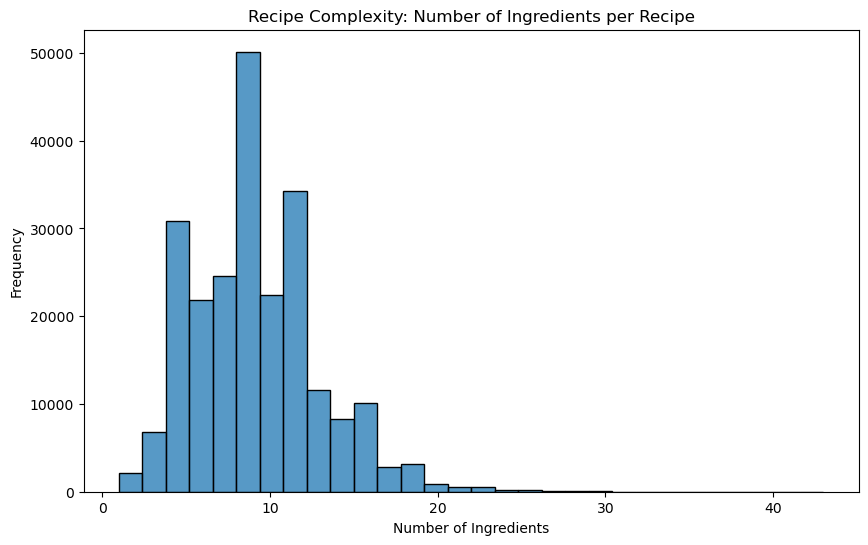 Recipe Complexity: Number of Ingredients per Recipe
Frequency
50000
40000
30000
20000
10000
0
0 10 20 30 40
Number of Ingredients